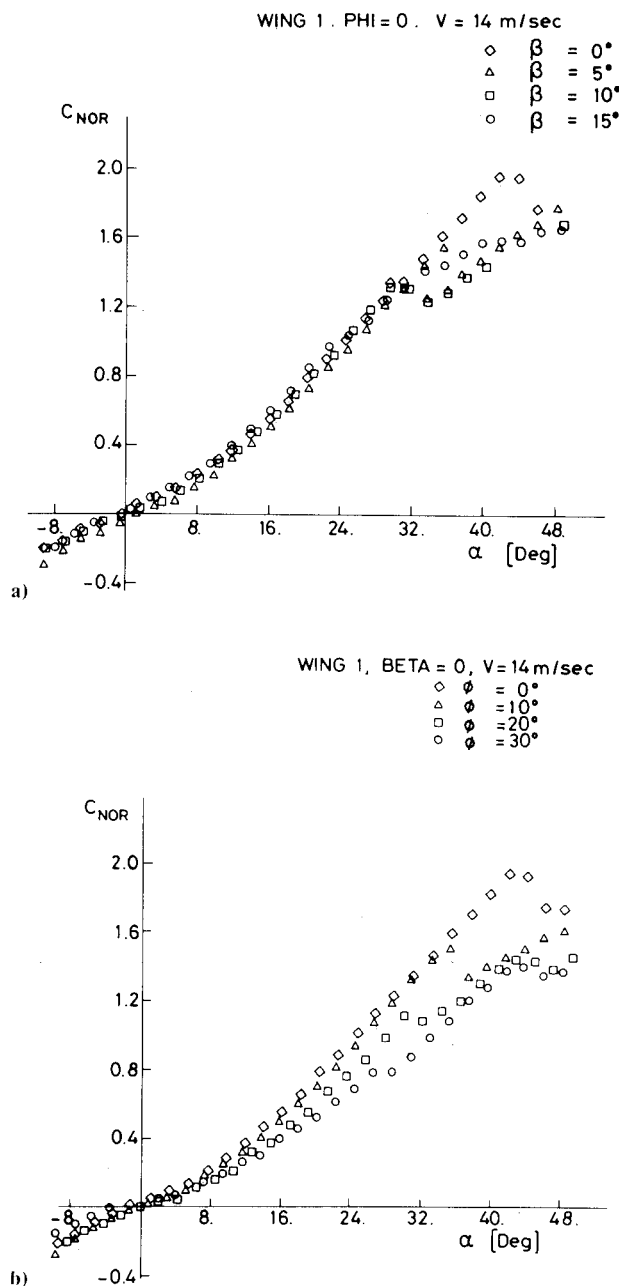 WING 1. PHI = 0. V = 14 m/sec
◇ β = 0°
△ β = 5°
□ β = 10°
○ β = 15°
C_NOR
2.0
1.6
1.2
0.8
0.4
-8. 8. 16. 24. 32. 40. 48.
α [Deg]
-0.4
a)
WING 1, BETA = 0, V = 14 m/sec
◇ ϕ = 0°
△ ϕ = 10°
□ ϕ = 20°
○ ϕ = 30°
C_NOR
2.0
1.6
1.2
0.8
0.4
-8. 8. 16. 24. 32. 40. 48.
α [Deg]
-0.4
b)